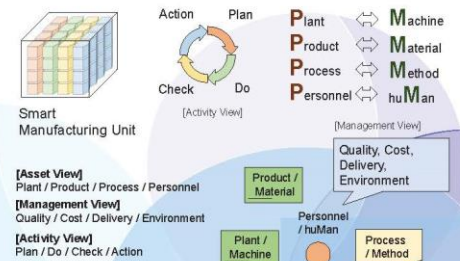 Action Plan
Check Do
[Activity View]
Plant ⇔ Machine
Product ⇔ Material
Process ⇔ Method
Personnel ⇔ huMan
[Management View]
Smart
Manufacturing Unit
Quality, Cost,
Delivery,
Environment
[Asset View]
Plant / Product / Process / Personnel
[Management View]
Quality / Cost / Delivery / Environment
[Activity View]
Plan / Do / Check / Action
Product /
Material
Personnel
/ huMan
Plant /
Machine
Process
/ Method